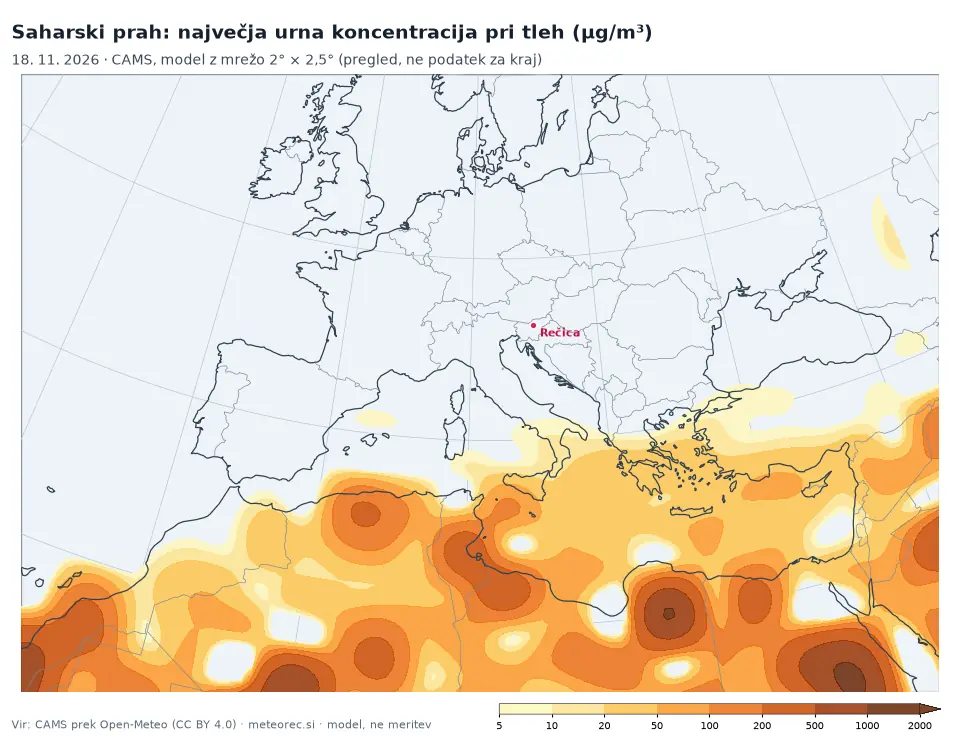 Saharski prah: največja urna koncentracija pri tleh (µg/m³)
18. 11. 2026 · CAMS, model z mrežo 2° × 2,5° (pregled, ne podatek za kraj)
Rečica
5 10 20 50 100 200 500 1000 2000
Vir: CAMS prek Open-Meteo (CC BY 4.0) · meteorec.si · model, ne meritev